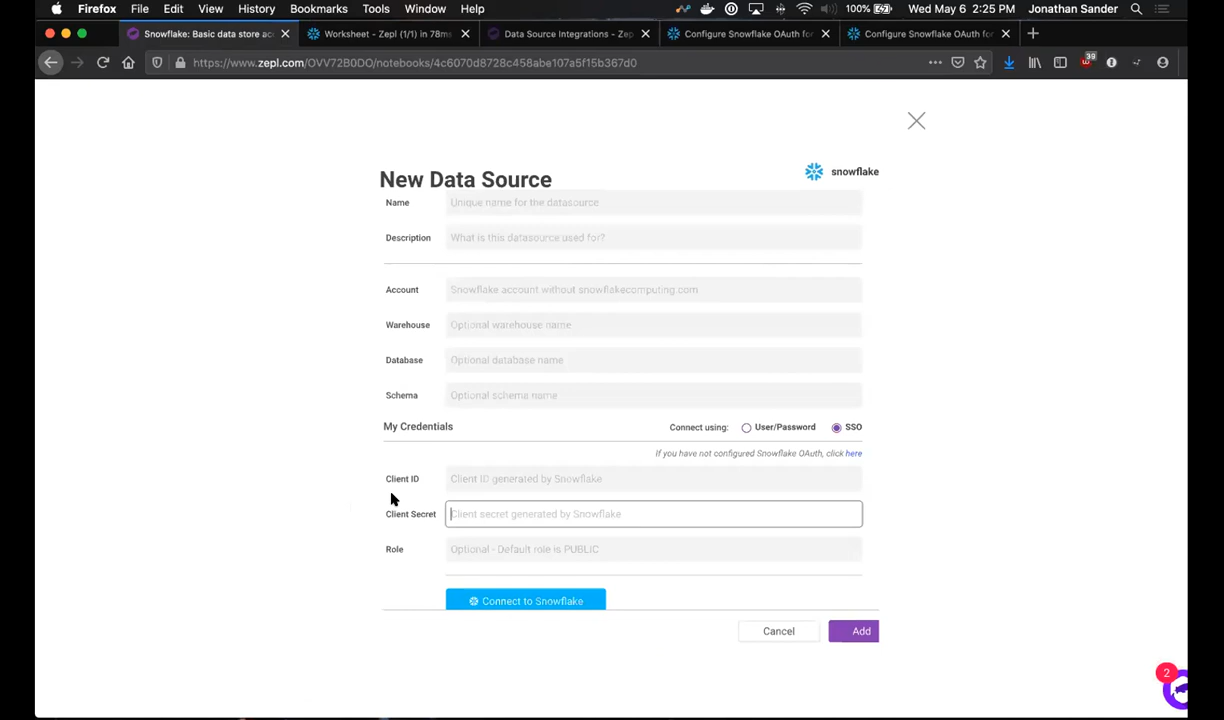 Firefox File Edit View History Bookmarks Tools Window Help 100% Wed May 6 2:25 PM Jonathan Sander
Snowflake: Basic data store acc Worksheet - Zepl (1/1) in 78ms Data Source Integrations - Zep Configure Snowflake OAuth for Configure Snowflake OAuth for
https://www.zepl.com/OVV72B0DQ/notebooks/4c6070d8728c458abe107a5f15b367d0 39
New Data Source snowflake
Name Unique name for the datasource
Description What is this datasource used for?
Account Snowflake account without snowflakecomputing.com
Warehouse Optional warehouse name
Database Optional database name
Schema Optional schema name
My Credentials Connect using: User/Password SSO
If you have not configured Snowflake OAuth, click here
Client ID Client ID generated by Snowflake
Client Secret Client secret generated by Snowflake
Role Optional - Default role is PUBLIC
Connect to Snowflake
Cancel Add
2